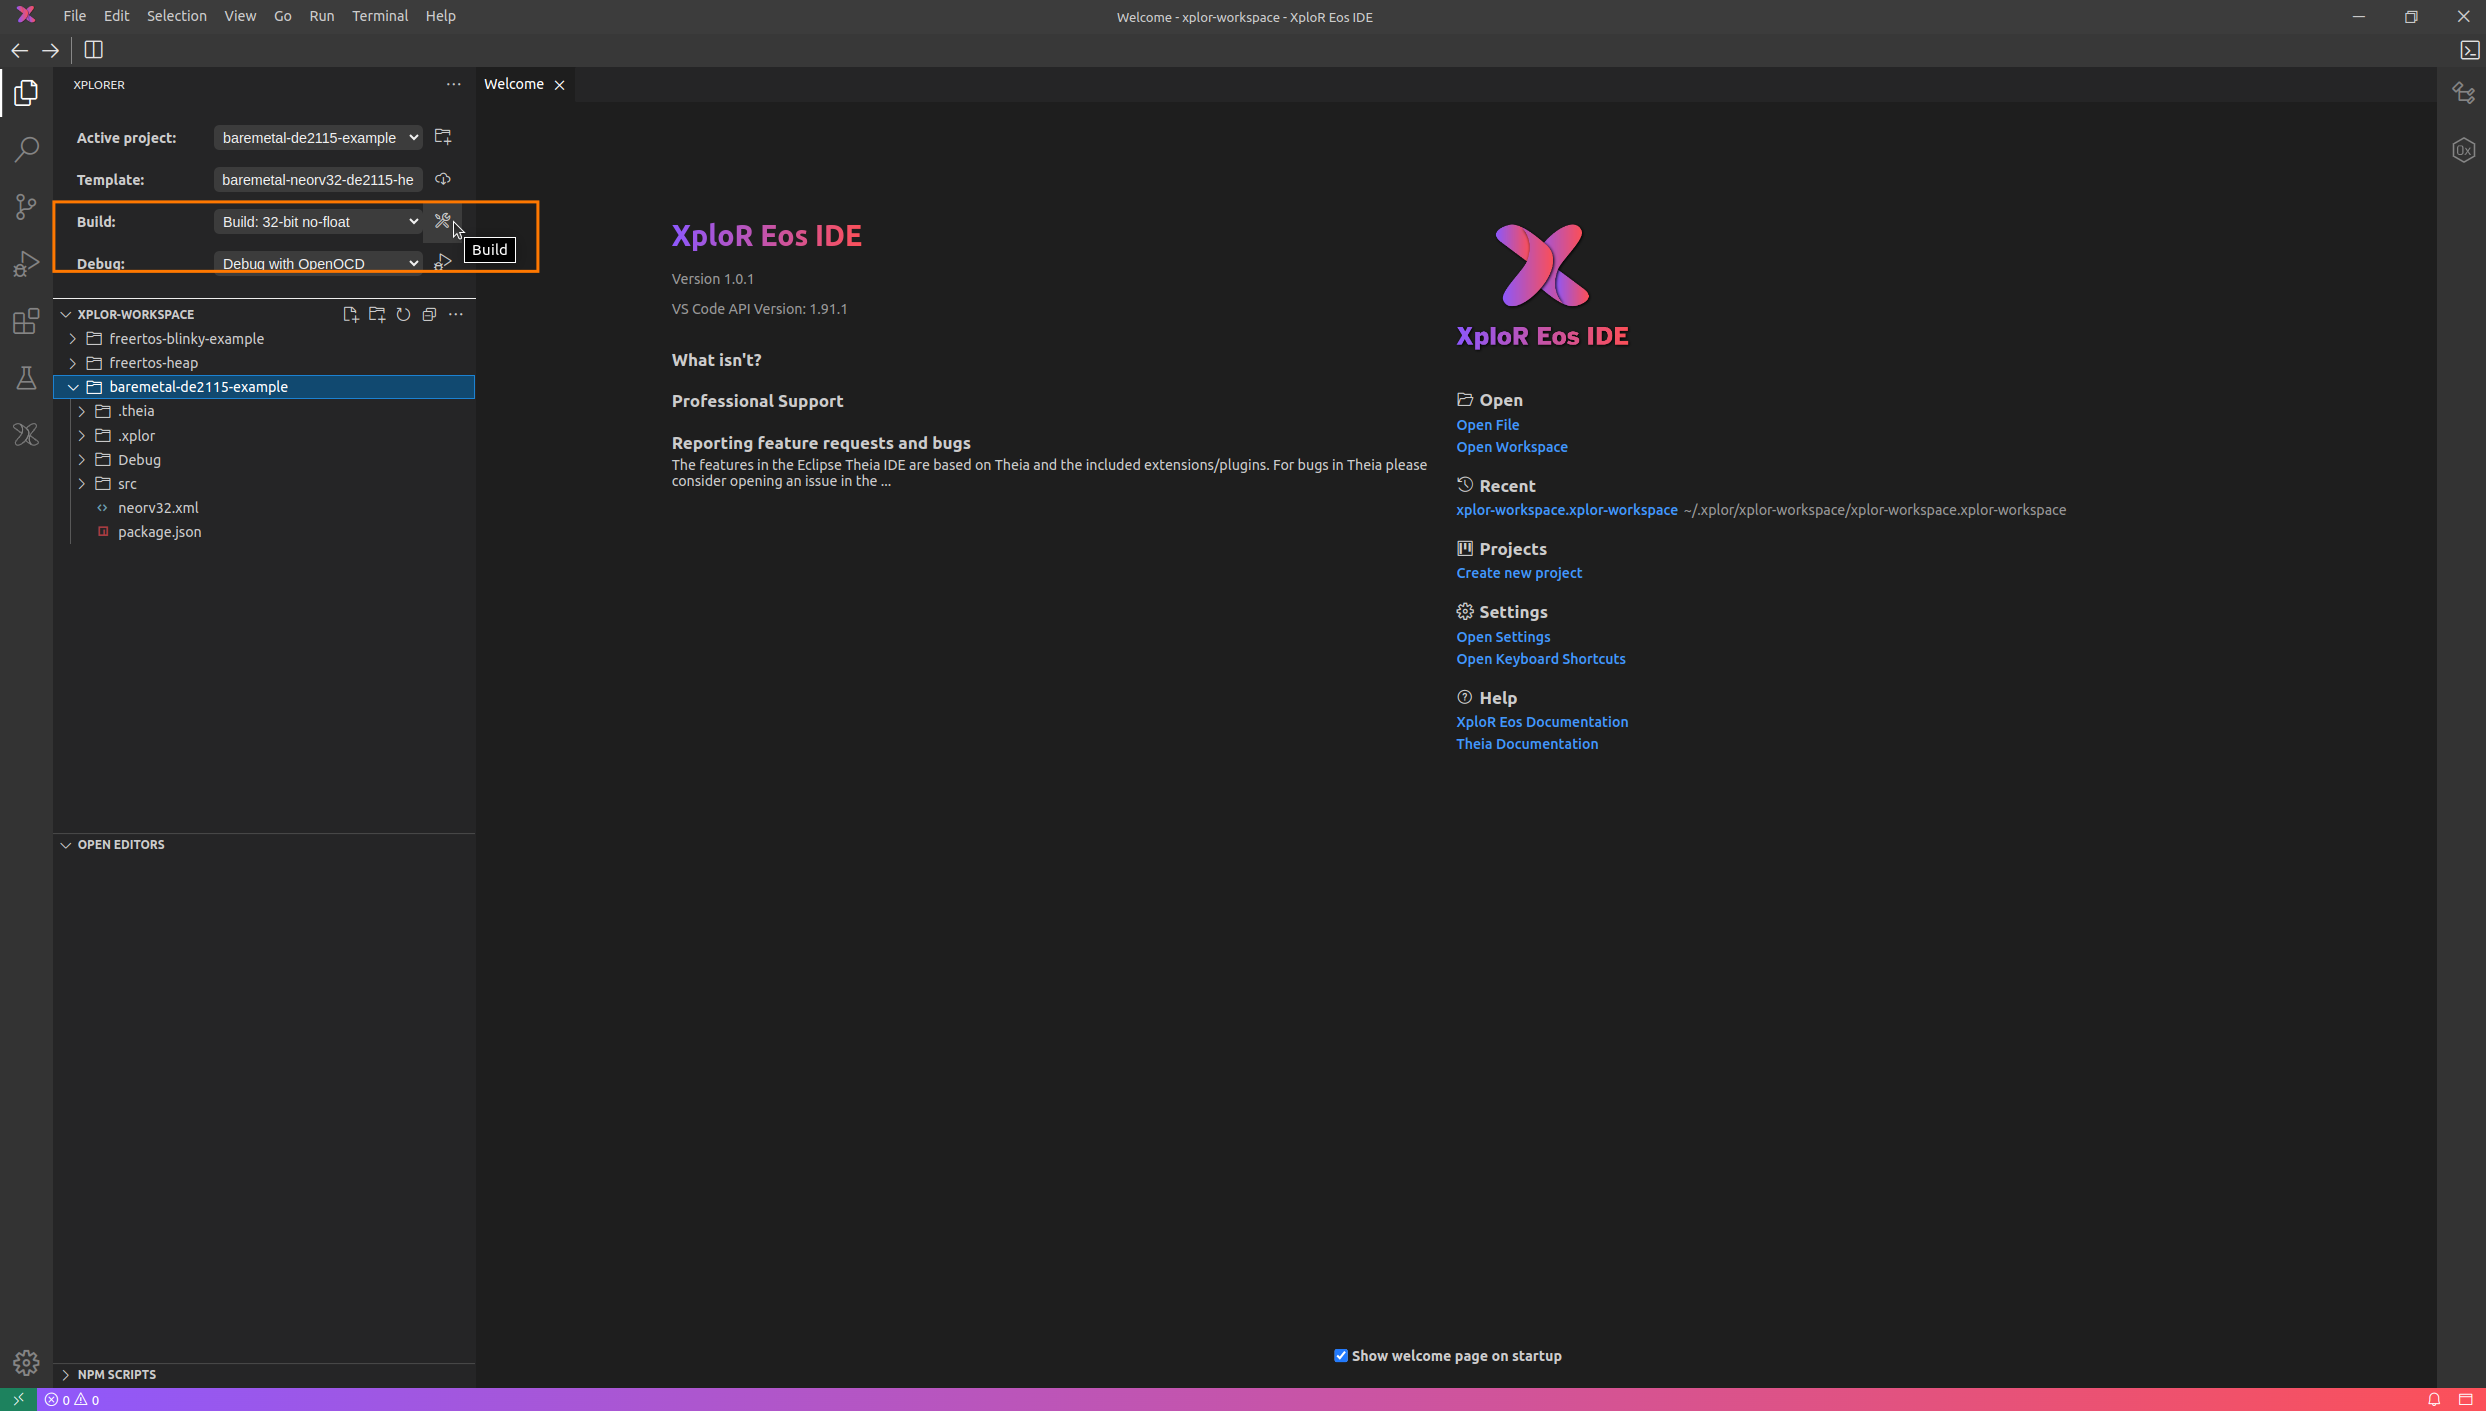 File Edit Selection View Go Run Terminal Help
Welcome - xplor-workspace - XploR Eos IDE
XPLORER
Welcome
Active project: baremetal-de2115-example
Template: baremetal-neorv32-de2115-he
Build: Build: 32-bit no-float
Build
Debug: Debug with OpenOCD
XPLOR-WORKSPACE
freertos-blinky-example
freertos-heap
baremetal-de2115-example
.theia
.xplor
Debug
src
neorv32.xml
package.json
OPEN EDITORS
NPM SCRIPTS
XploR Eos IDE
Version 1.0.1
VS Code API Version: 1.91.1
What isn't?
Professional Support
Reporting feature requests and bugs
The features in the Eclipse Theia IDE are based on Theia and the included extensions/plugins. For bugs in Theia please
consider opening an issue in the ...
XploR Eos IDE
Open
Open File
Open Workspace
Recent
xplor-workspace.xplor-workspace ~/.xplor/xplor-workspace/xplor-workspace.xplor-workspace
Projects
Create new project
Settings
Open Settings
Open Keyboard Shortcuts
Help
XploR Eos Documentation
Theia Documentation
Show welcome page on startup
0x
0 0